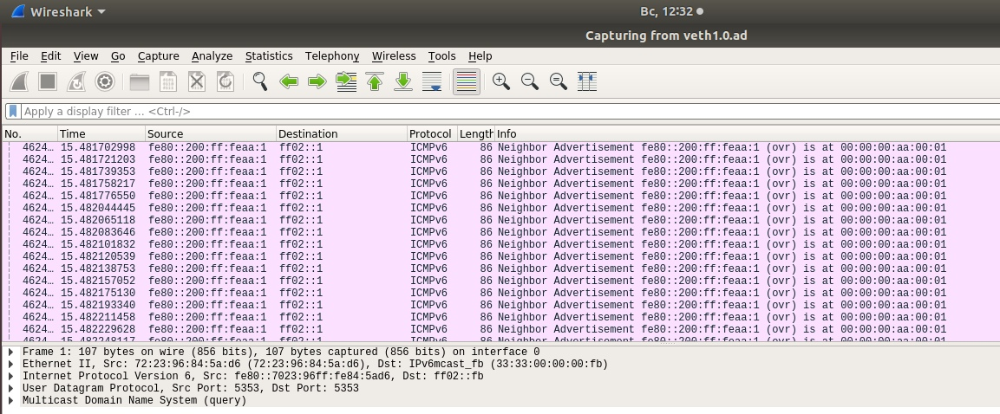 Wireshark
Вс, 12:32
Capturing from veth1.0.ad
File Edit View Go Capture Analyze Statistics Telephony Wireless Tools Help
Apply a display filter ... <Ctrl-/>
No. Time Source Destination Protocol Length Info
4624… 15.481702998 fe80::200:ff:feaa:1 ff02::1 ICMPv6 86 Neighbor Advertisement fe80::200:ff:feaa:1 (ovr) is at 00:00:00:aa:00:01
4624… 15.481721203 fe80::200:ff:feaa:1 ff02::1 ICMPv6 86 Neighbor Advertisement fe80::200:ff:feaa:1 (ovr) is at 00:00:00:aa:00:01
4624… 15.481739353 fe80::200:ff:feaa:1 ff02::1 ICMPv6 86 Neighbor Advertisement fe80::200:ff:feaa:1 (ovr) is at 00:00:00:aa:00:01
4624… 15.481758217 fe80::200:ff:feaa:1 ff02::1 ICMPv6 86 Neighbor Advertisement fe80::200:ff:feaa:1 (ovr) is at 00:00:00:aa:00:01
4624… 15.481776550 fe80::200:ff:feaa:1 ff02::1 ICMPv6 86 Neighbor Advertisement fe80::200:ff:feaa:1 (ovr) is at 00:00:00:aa:00:01
4624… 15.482044445 fe80::200:ff:feaa:1 ff02::1 ICMPv6 86 Neighbor Advertisement fe80::200:ff:feaa:1 (ovr) is at 00:00:00:aa:00:01
4624… 15.482065118 fe80::200:ff:feaa:1 ff02::1 ICMPv6 86 Neighbor Advertisement fe80::200:ff:feaa:1 (ovr) is at 00:00:00:aa:00:01
4624… 15.482083646 fe80::200:ff:feaa:1 ff02::1 ICMPv6 86 Neighbor Advertisement fe80::200:ff:feaa:1 (ovr) is at 00:00:00:aa:00:01
4624… 15.482101832 fe80::200:ff:feaa:1 ff02::1 ICMPv6 86 Neighbor Advertisement fe80::200:ff:feaa:1 (ovr) is at 00:00:00:aa:00:01
4624… 15.482120539 fe80::200:ff:feaa:1 ff02::1 ICMPv6 86 Neighbor Advertisement fe80::200:ff:feaa:1 (ovr) is at 00:00:00:aa:00:01
4624… 15.482138753 fe80::200:ff:feaa:1 ff02::1 ICMPv6 86 Neighbor Advertisement fe80::200:ff:feaa:1 (ovr) is at 00:00:00:aa:00:01
4624… 15.482157052 fe80::200:ff:feaa:1 ff02::1 ICMPv6 86 Neighbor Advertisement fe80::200:ff:feaa:1 (ovr) is at 00:00:00:aa:00:01
4624… 15.482175130 fe80::200:ff:feaa:1 ff02::1 ICMPv6 86 Neighbor Advertisement fe80::200:ff:feaa:1 (ovr) is at 00:00:00:aa:00:01
4624… 15.482193340 fe80::200:ff:feaa:1 ff02::1 ICMPv6 86 Neighbor Advertisement fe80::200:ff:feaa:1 (ovr) is at 00:00:00:aa:00:01
4624… 15.482211458 fe80::200:ff:feaa:1 ff02::1 ICMPv6 86 Neighbor Advertisement fe80::200:ff:feaa:1 (ovr) is at 00:00:00:aa:00:01
4624… 15.482229628 fe80::200:ff:feaa:1 ff02::1 ICMPv6 86 Neighbor Advertisement fe80::200:ff:feaa:1 (ovr) is at 00:00:00:aa:00:01
Frame 1: 107 bytes on wire (856 bits), 107 bytes captured (856 bits) on interface 0
Ethernet II, Src: 72:23:96:84:5a:d6 (72:23:96:84:5a:d6), Dst: IPv6mcast_fb (33:33:00:00:00:fb)
Internet Protocol Version 6, Src: fe80::7023:96ff:fe84:5ad6, Dst: ff02::fb
User Datagram Protocol, Src Port: 5353, Dst Port: 5353
Multicast Domain Name System (query)